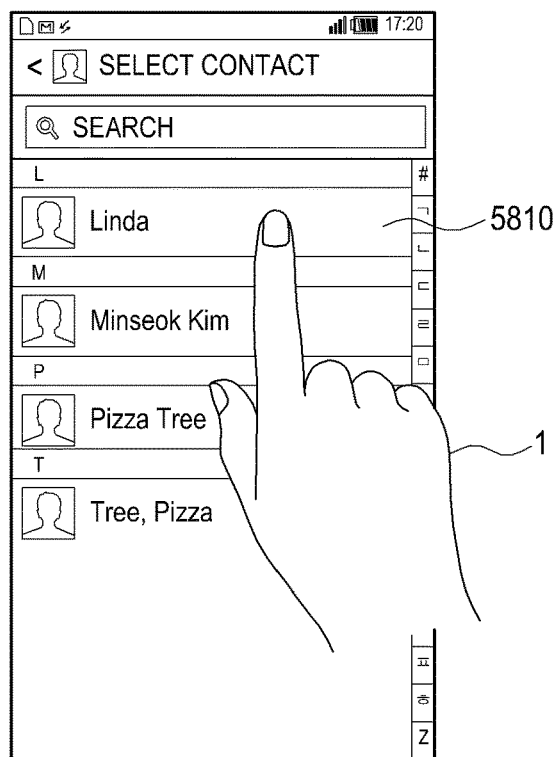 17:20
< SELECT CONTACT
SEARCH
L
#
Linda
5810
ㄱ
ㄴ
M
ㄷ
Minseok Kim
ㄹ
ㅁ
P
Pizza Tree
1
T
Tree, Pizza
ㅍ
ㅎ
Z